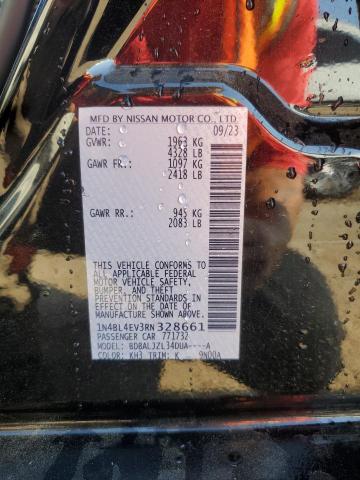 MFD BY NISSAN MOTOR CO., LTD
DATE: 09/23
GVWR: 1963 KG
4328 LB
GAWR FR: 1097 KG
2418 LB
GAWR RR: 945 KG
2083 LB
THIS VEHICLE CONFORMS TO
ALL APPLICABLE FEDERAL
MOTOR VEHICLE SAFETY,
BUMPER, AND THEFT
PREVENTION STANDARDS
IN EFFECT ON THE DATE OF
MANUFACTURE SHOWN ABOVE.
1N4BL4EV3RN328661
PASSENGER CAR 771732
MODEL: BDBALJZL34DUA----A
COLOR: KH3 TRIM: K 9N00A